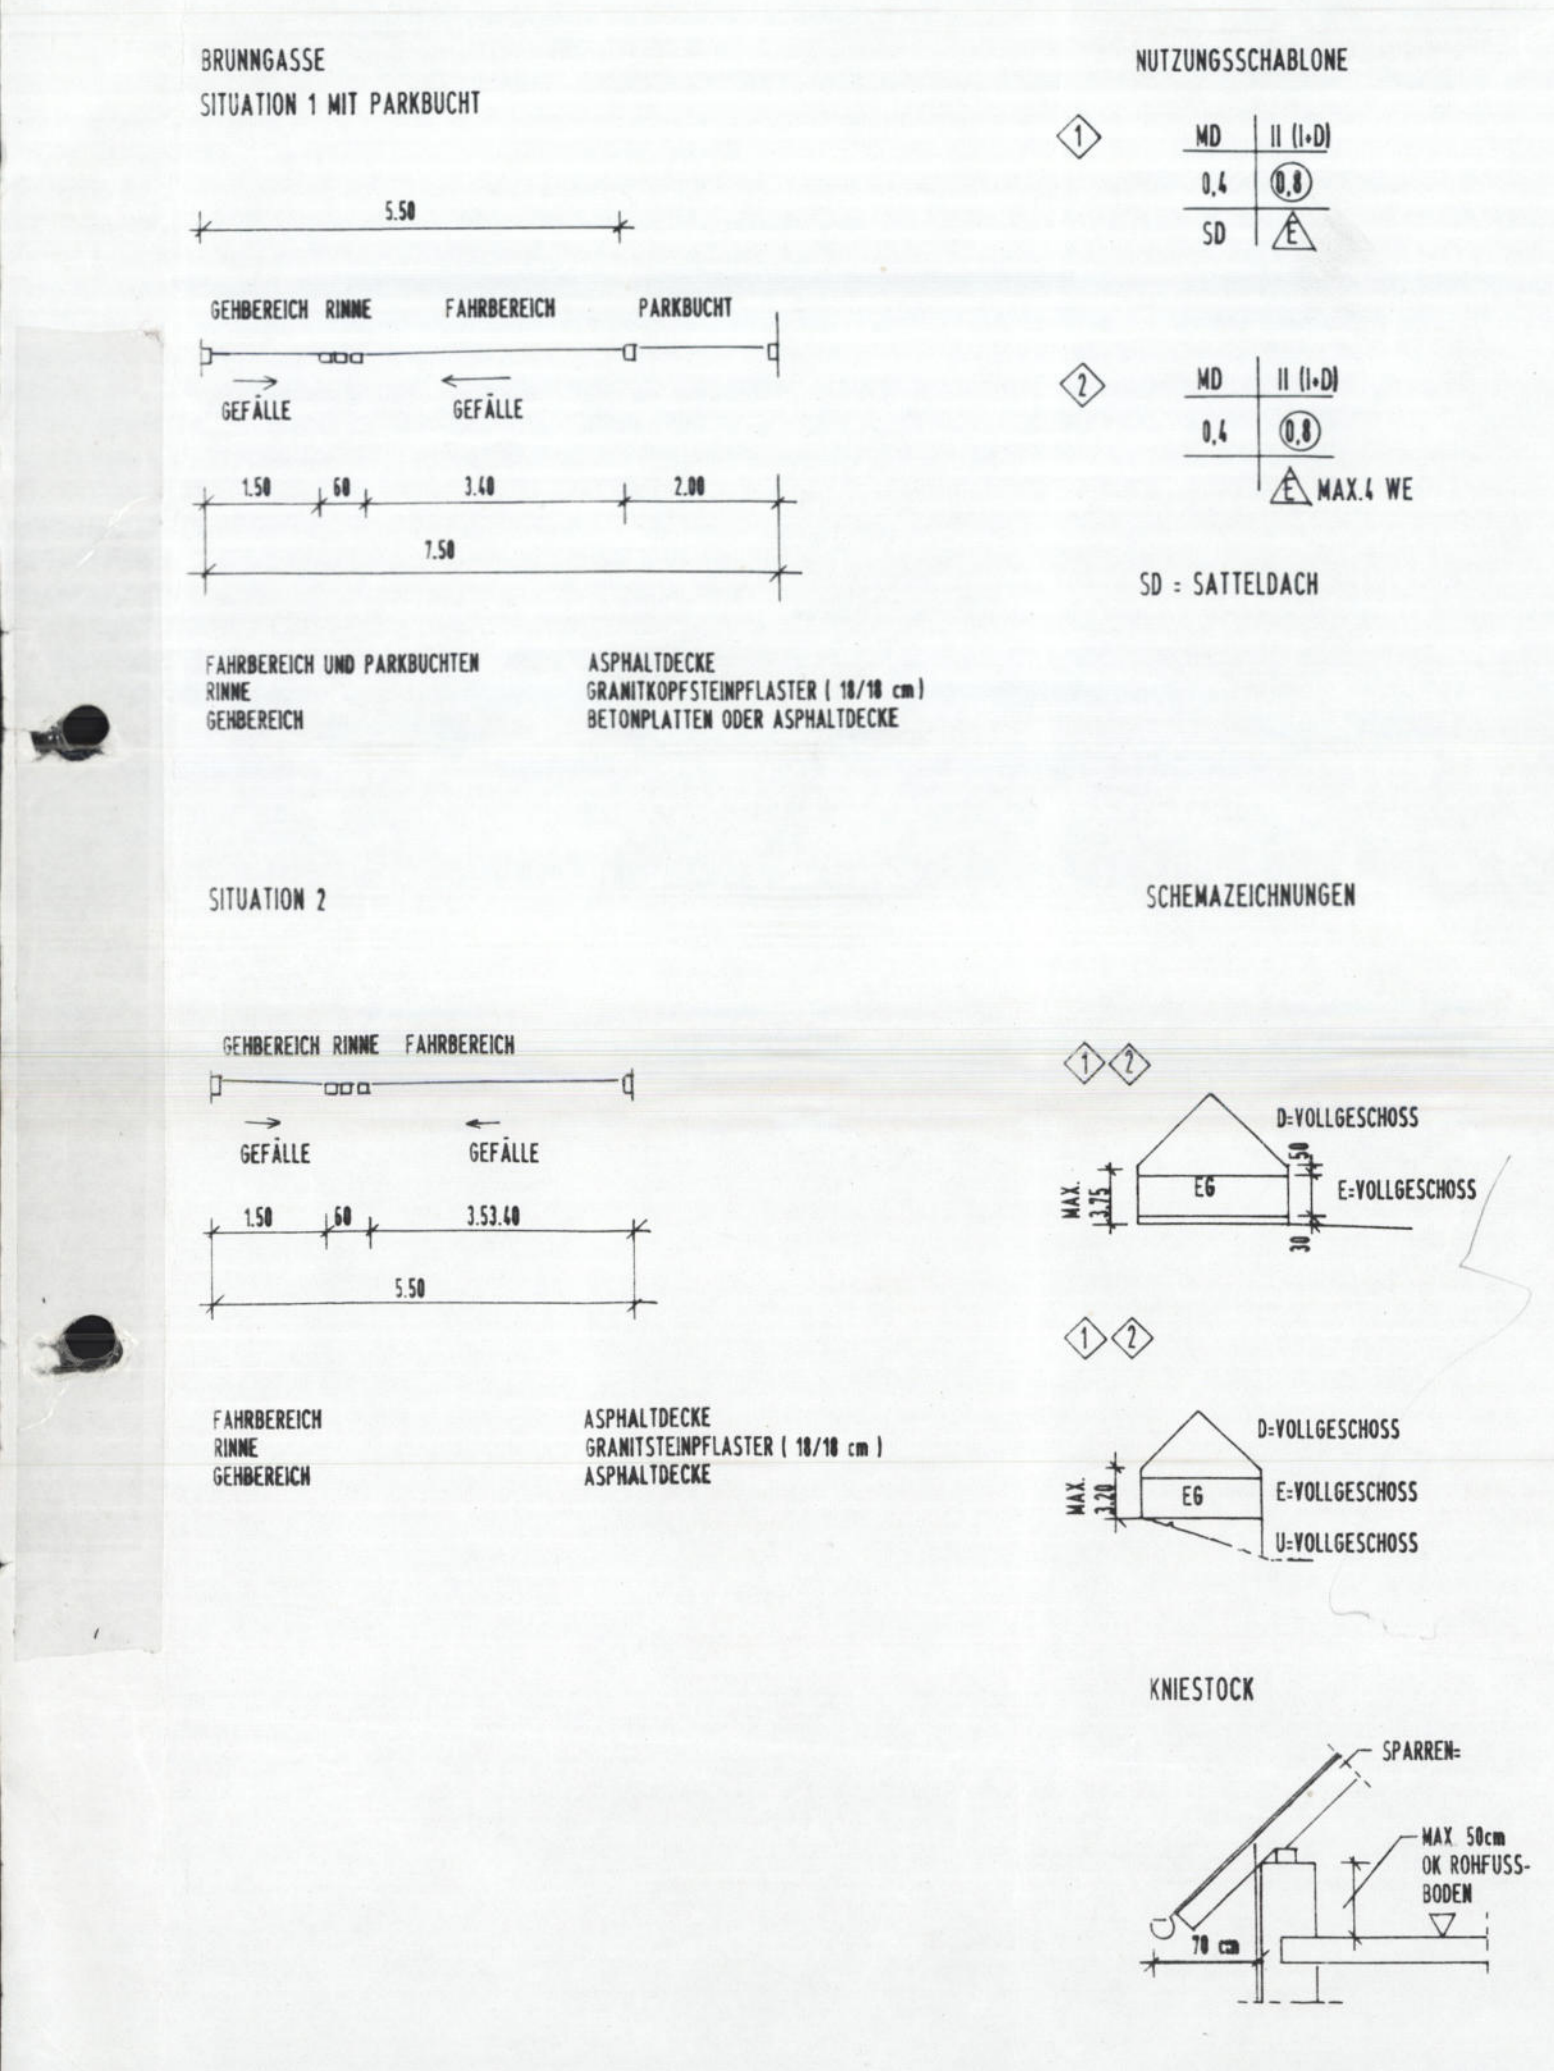 BRUNNGASSE
SITUATION 1 MIT PARKBUCHT
5.50
GEHBEREICH RINNE FAHRBEREICH PARKBUCHT
GEFÄLLE GEFÄLLE
1.50 60 3.40 2.00
7.50
FAHRBEREICH UND PARKBUCHTEN ASPHALTDECKE
RINNE GRANITKOPFSTEINPFLASTER ( 18/18 cm )
GEHBEREICH BETONPLATTEN ODER ASPHALTDECKE
SITUATION 2
GEHBEREICH RINNE FAHRBEREICH
GEFÄLLE GEFÄLLE
1.50 60 3.53.40
5.50
FAHRBEREICH ASPHALTDECKE
RINNE GRANITSTEINPFLASTER ( 18/18 cm )
GEHBEREICH ASPHALTDECKE
NUTZUNGSSCHABLONE
1 MD II (I+D)
0,4 0,8
SD E
2 MD II (I+D)
0,4 0,8
E MAX.4 WE
SD = SATTELDACH
SCHEMAZEICHNUNGEN
1 2
D=VOLLGESCHOSS
50
MAX. 3.75 EG E=VOLLGESCHOSS
30
1 2
D=VOLLGESCHOSS
MAX. 3.20 EG E=VOLLGESCHOSS
U=VOLLGESCHOSS
KNIESTOCK
SPARREN=
MAX. 50cm
OK ROHFUSS-
BODEN
70 cm